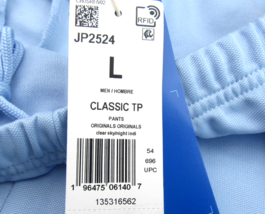 RFID
JP2524
L
MEN / HOMBRE
CLASSIC TP
PANTS
ORIGINALS ORIGINALS
clear sky/night indi
54
696
UPC
1 96475 06140 7
135316562